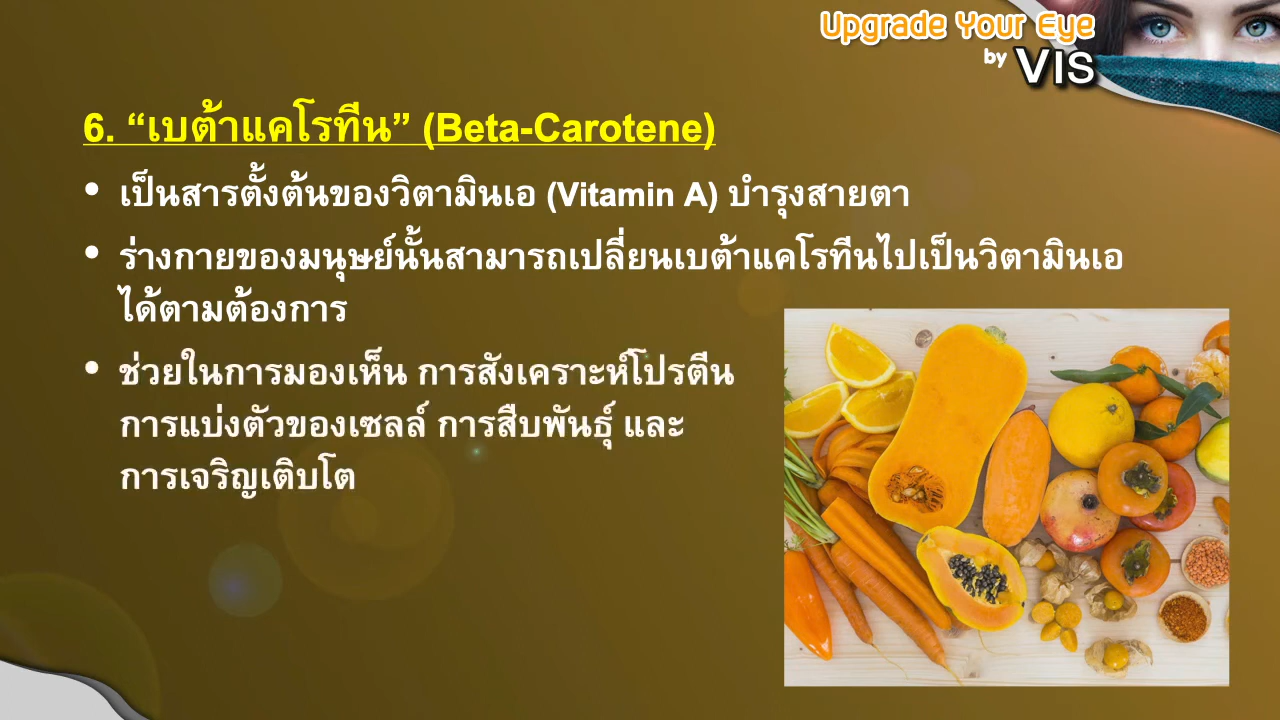 Upgrade Your Eye
by VIS
6. “เบต้าแคโรทีน” (Beta-Carotene)
• เป็นสารตั้งต้นของวิตามินเอ (Vitamin A) บำรุงสายตา
• ร่างกายของมนุษย์นั้นสามารถเปลี่ยนเบต้าแคโรทีนไปเป็นวิตามินเอ
ได้ตามต้องการ
• ช่วยในการมองเห็น การสังเคราะห์โปรตีน
การแบ่งตัวของเซลล์ การสืบพันธุ์ และ
การเจริญเติบโต